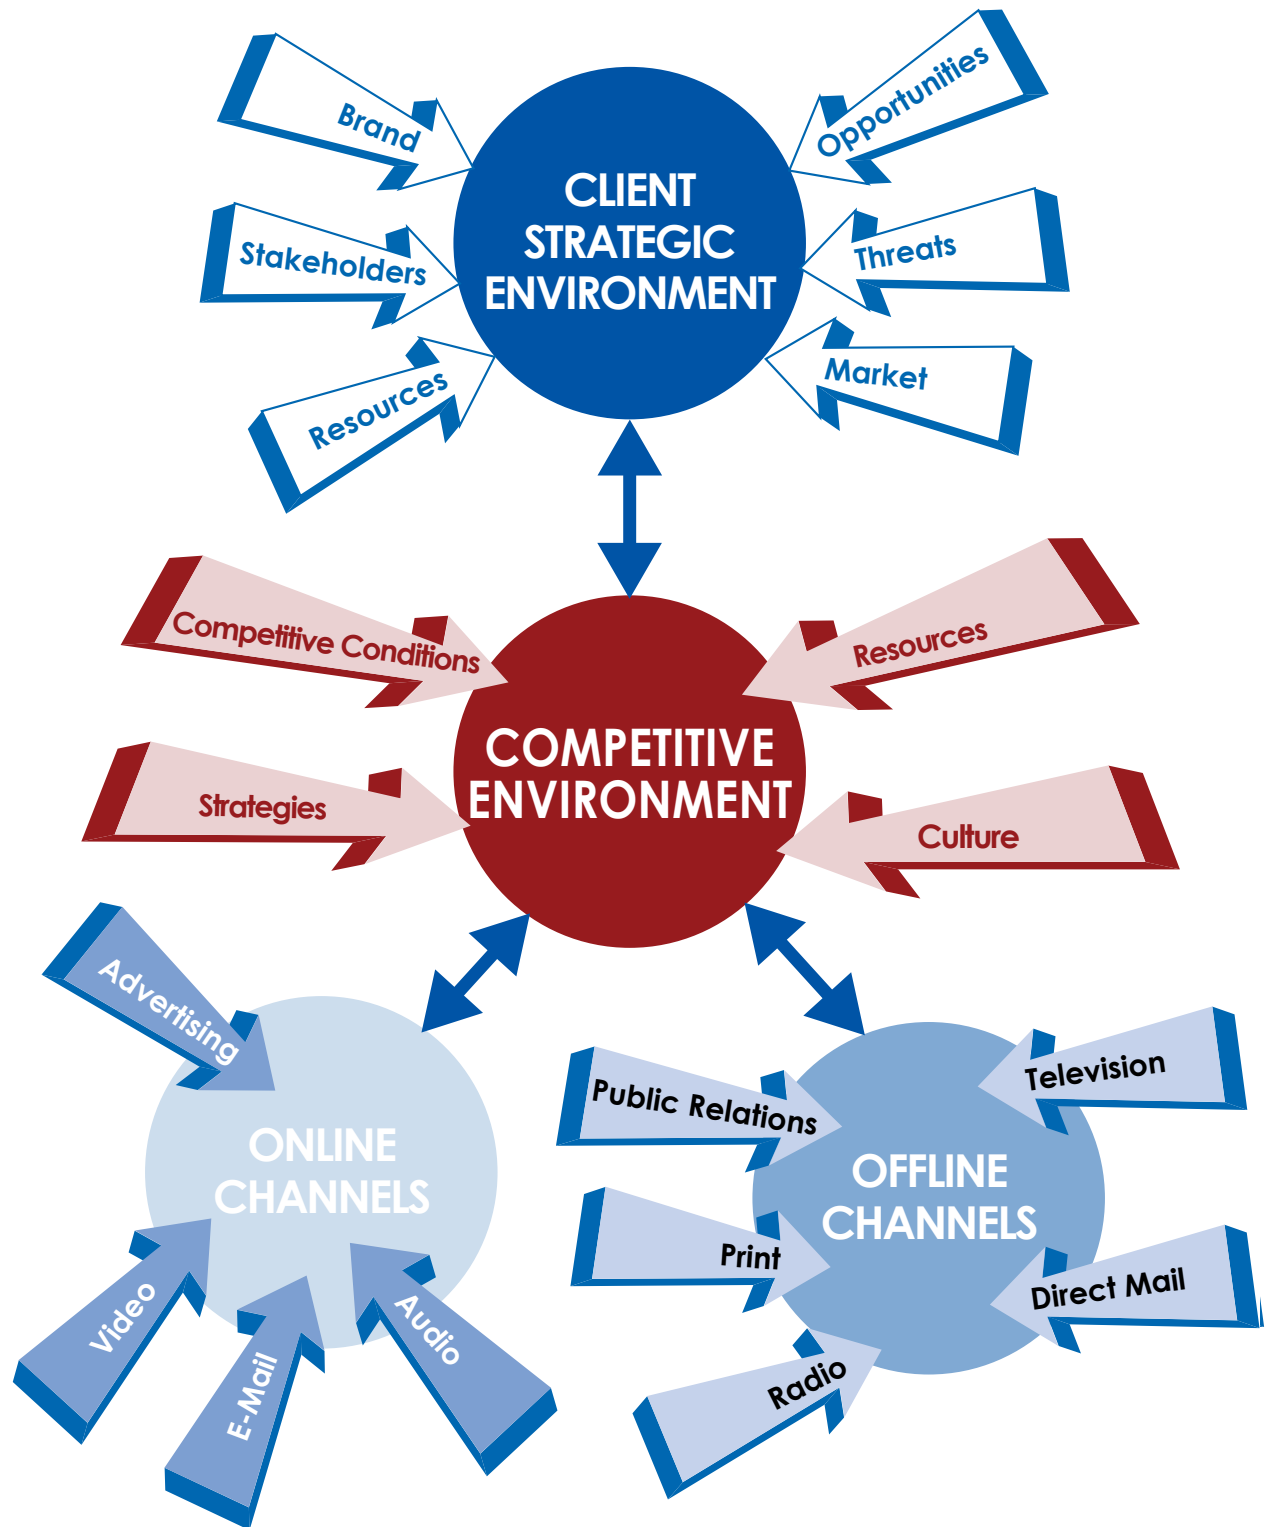 Brand
Opportunities
CLIENT
STRATEGIC
ENVIRONMENT
Stakeholders
Threats
Resources
Market
Competitive Conditions
Resources
COMPETITIVE
ENVIRONMENT
Strategies
Culture
Advertising
ONLINE
CHANNELS
Video
E-Mail
Audio
Public Relations
Television
OFFLINE
CHANNELS
Print
Direct Mail
Radio